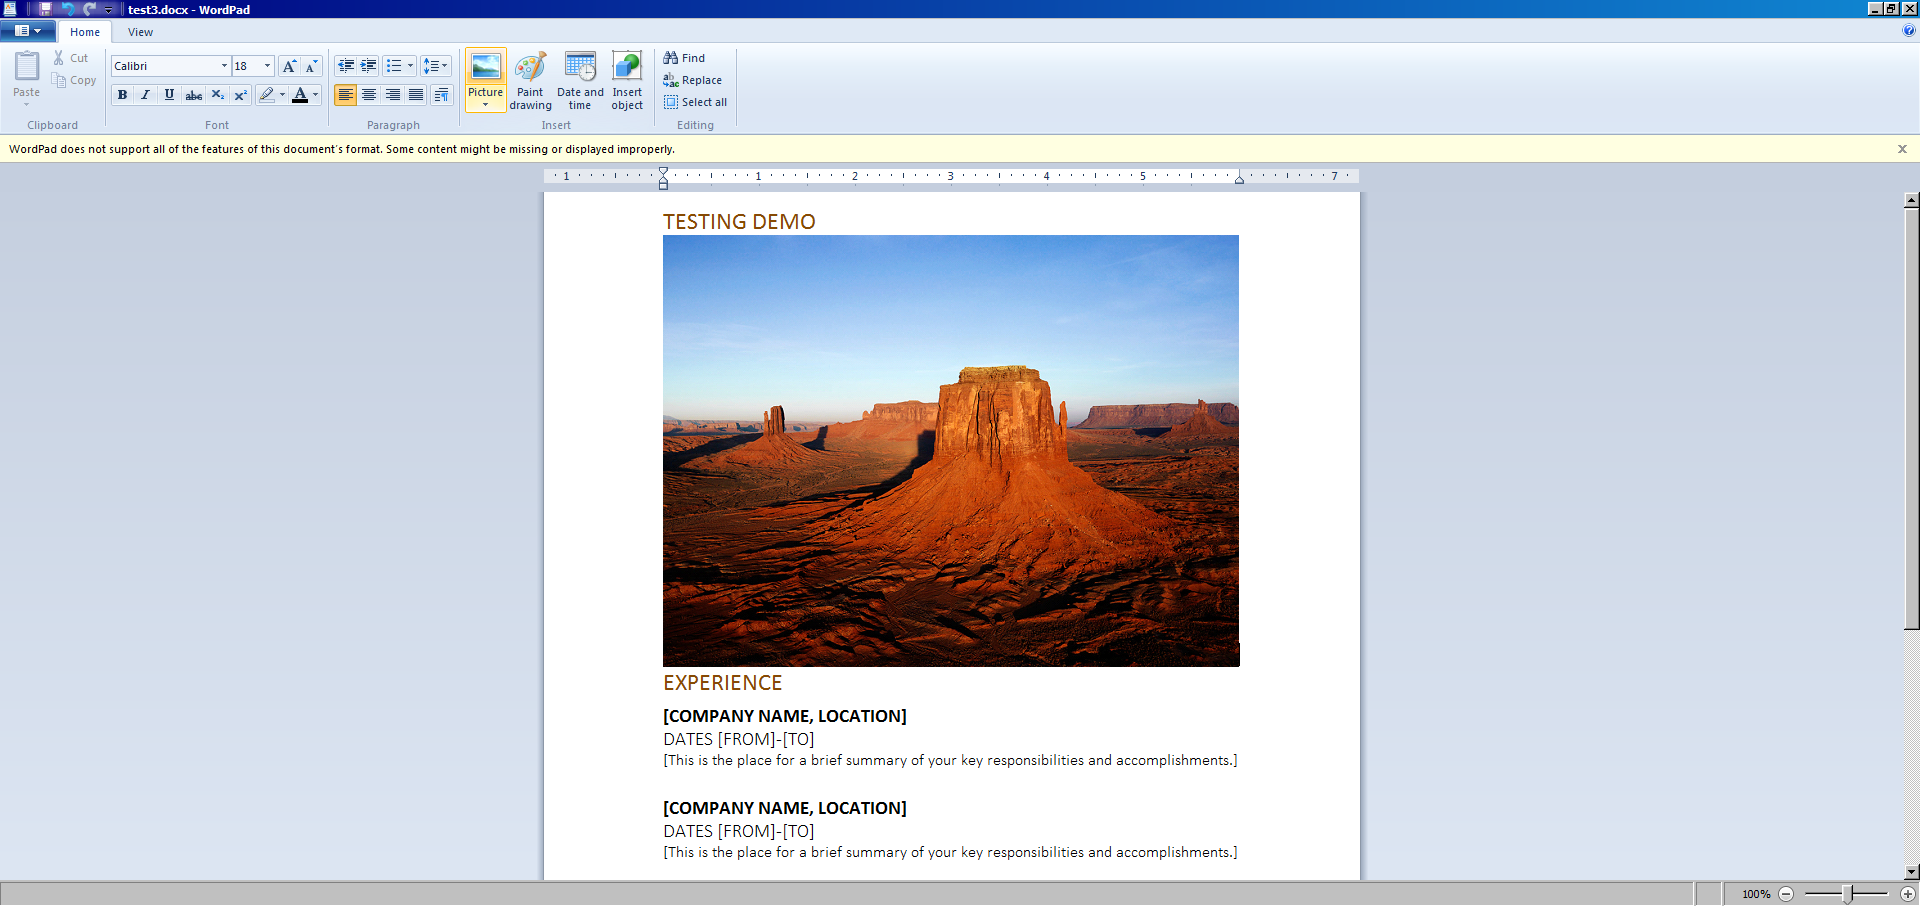 test3.docx - WordPad
Home View
Paste
Cut
Copy
Clipboard
Calibri 18
B I U abc X₂ X²
A
Font
Paragraph
Picture
Paint drawing
Date and time
Insert object
Insert
Find
Replace
Select all
Editing
WordPad does not support all of the features of this document's format. Some content might be missing or displayed improperly.
1 1 2 3 4 5 7
TESTING DEMO
EXPERIENCE
[COMPANY NAME, LOCATION]
DATES [FROM]-[TO]
[This is the place for a brief summary of your key responsibilities and accomplishments.]
[COMPANY NAME, LOCATION]
DATES [FROM]-[TO]
[This is the place for a brief summary of your key responsibilities and accomplishments.]
100%